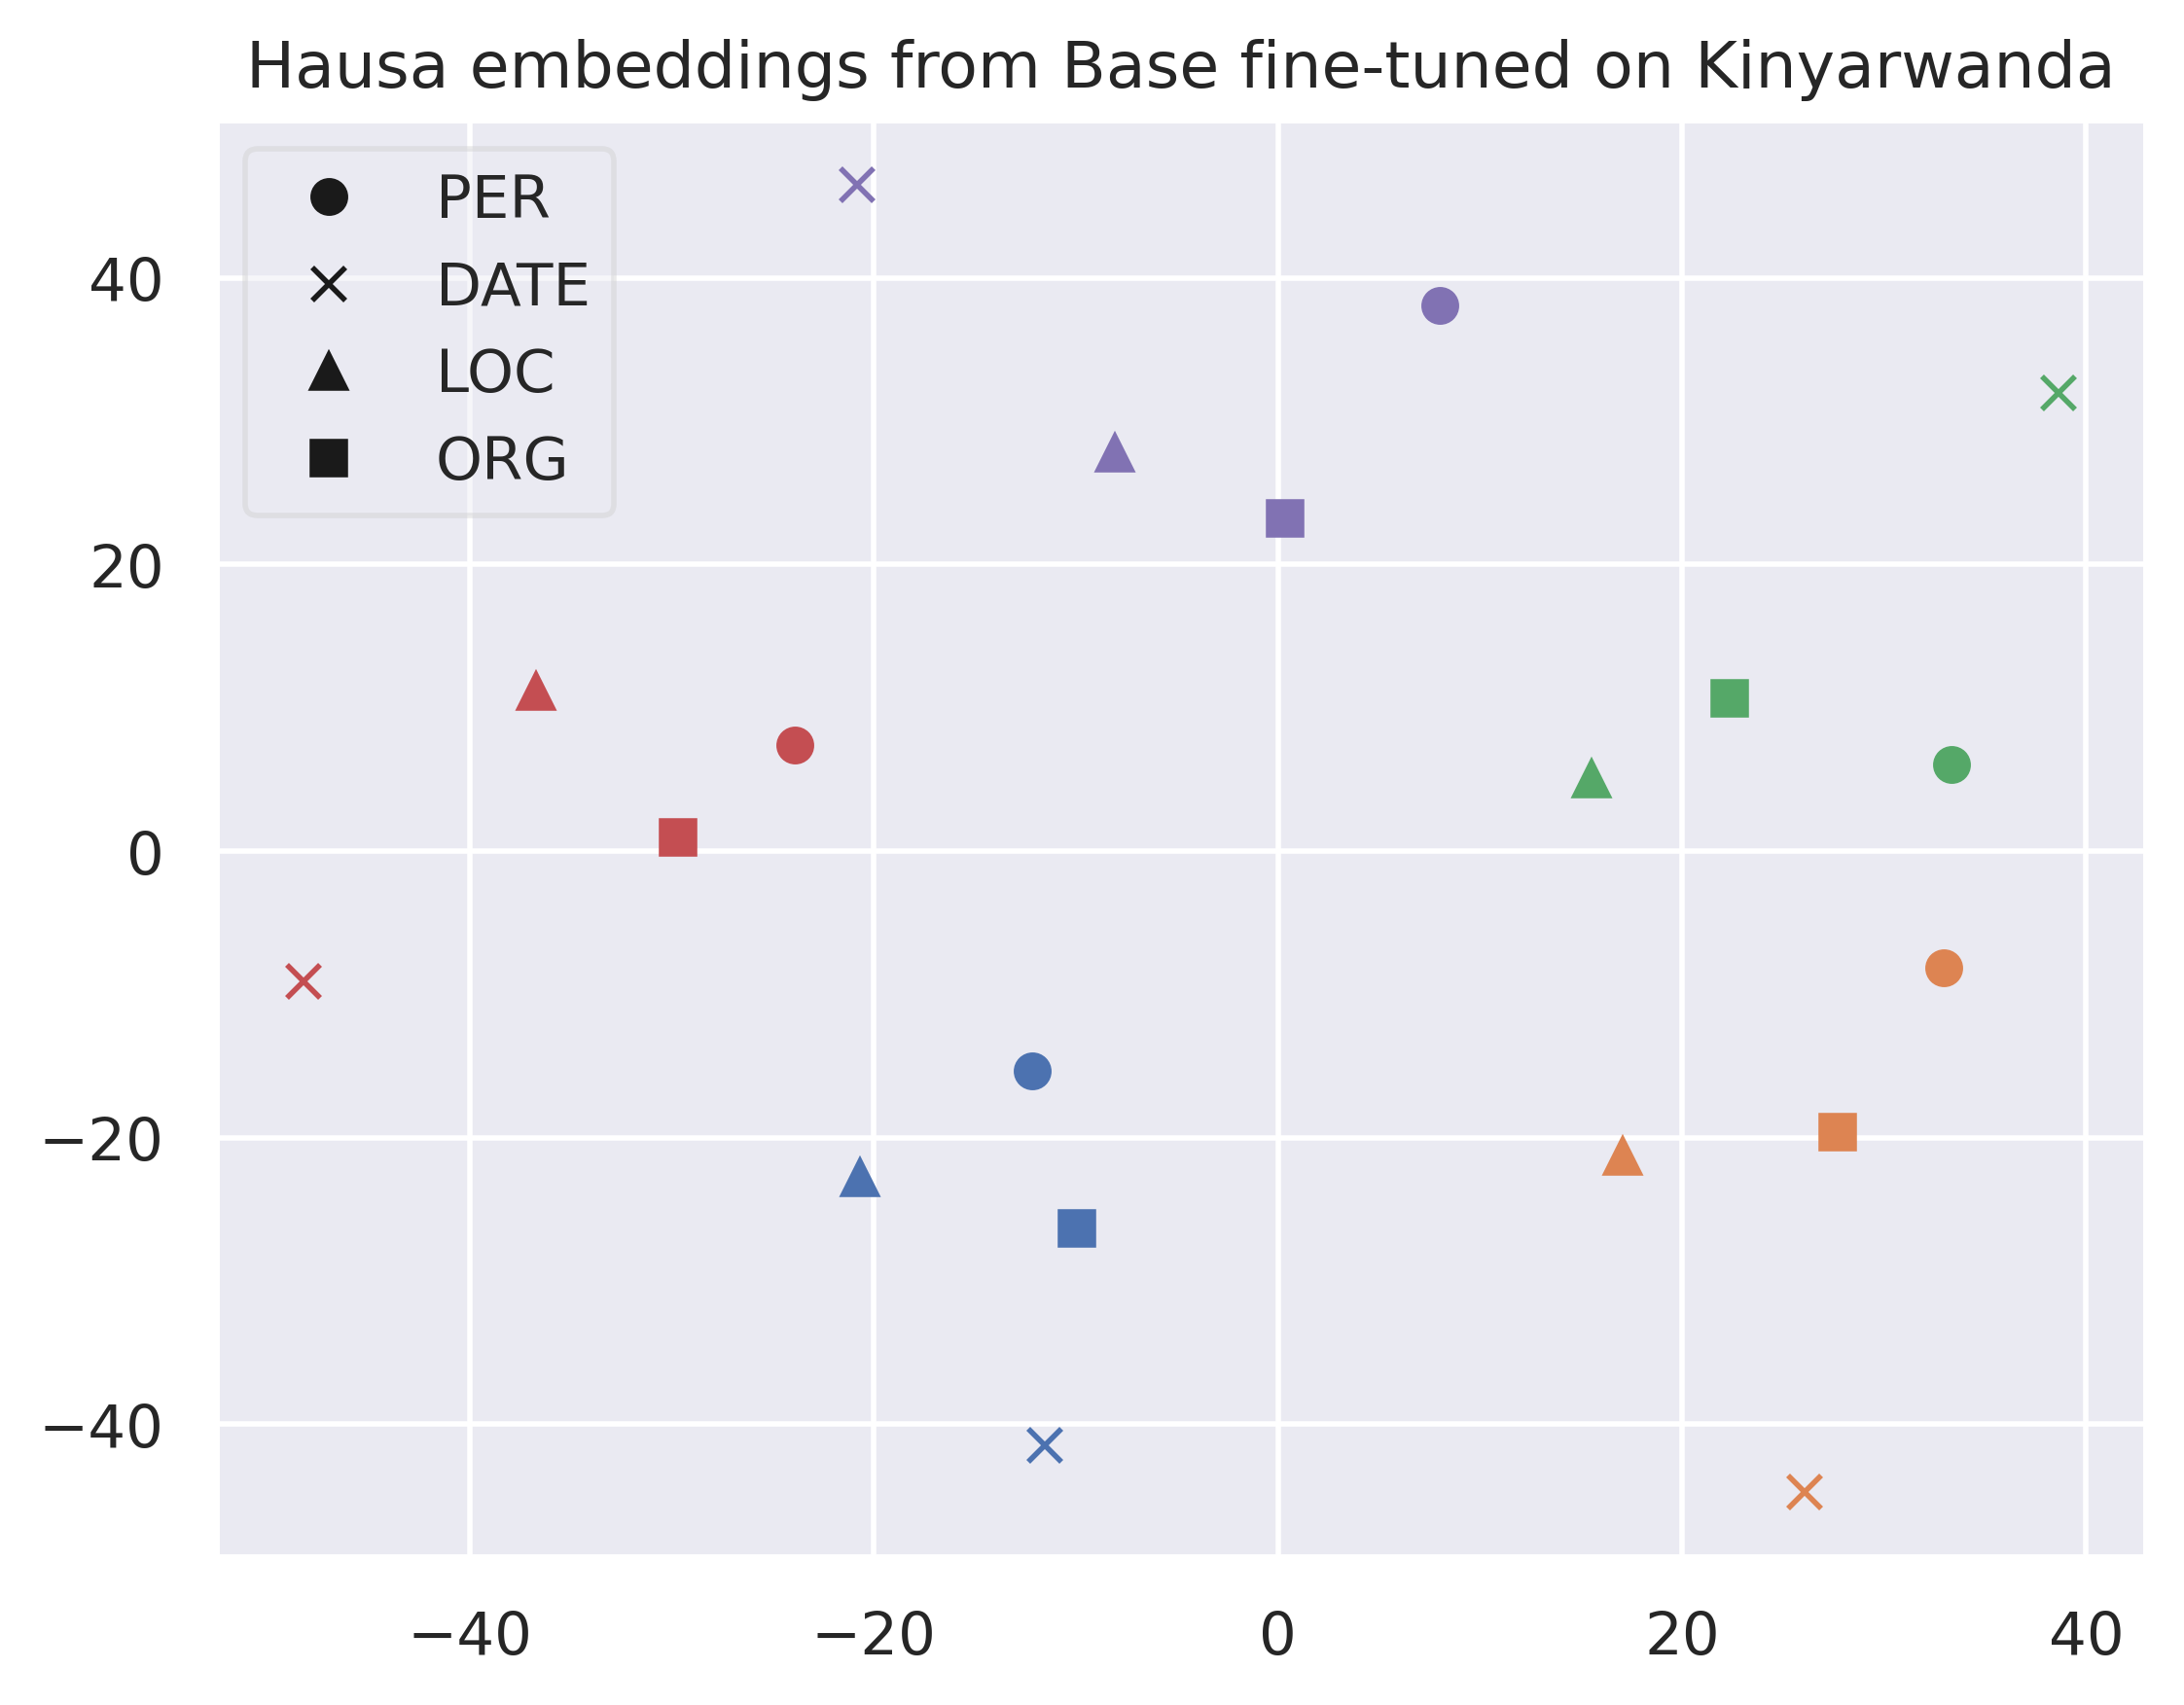 Hausa embeddings from Base fine-tuned on Kinyarwanda
PER
DATE
LOC
ORG
40
20
0
−20
−40
−40 −20 0 20 40